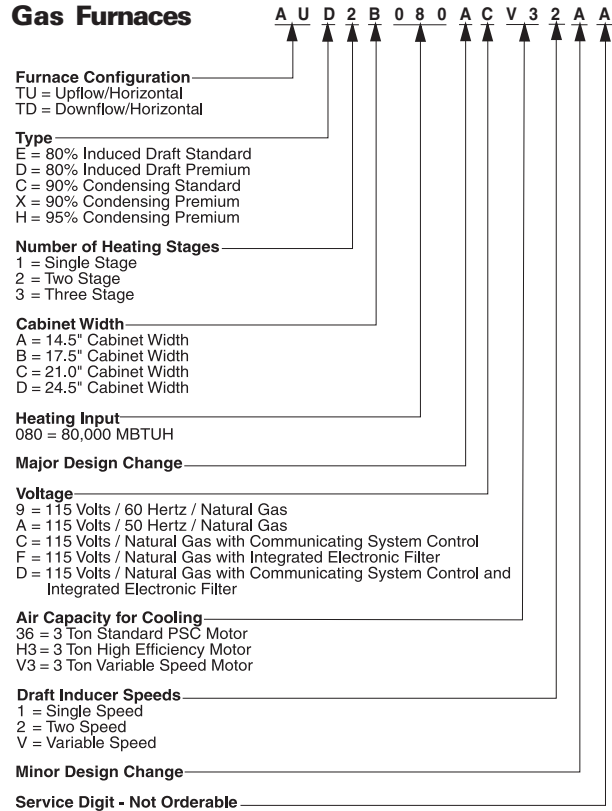 Gas Furnaces A U D 2 B 0 8 0 A C V 3 2 A A
Furnace Configuration
TU = Upflow/Horizontal
TD = Downflow/Horizontal
Type
E = 80% Induced Draft Standard
D = 80% Induced Draft Premium
C = 90% Condensing Standard
X = 90% Condensing Premium
H = 95% Condensing Premium
Number of Heating Stages
1 = Single Stage
2 = Two Stage
3 = Three Stage
Cabinet Width
A = 14.5" Cabinet Width
B = 17.5" Cabinet Width
C = 21.0" Cabinet Width
D = 24.5" Cabinet Width
Heating Input
080 = 80,000 MBTUH
Major Design Change
Voltage
9 = 115 Volts / 60 Hertz / Natural Gas
A = 115 Volts / 50 Hertz / Natural Gas
C = 115 Volts / Natural Gas with Communicating System Control
F = 115 Volts / Natural Gas with Integrated Electronic Filter
D = 115 Volts / Natural Gas with Communicating System Control and
Integrated Electronic Filter
Air Capacity for Cooling
36 = 3 Ton Standard PSC Motor
H3 = 3 Ton High Efficiency Motor
V3 = 3 Ton Variable Speed Motor
Draft Inducer Speeds
1 = Single Speed
2 = Two Speed
V = Variable Speed
Minor Design Change
Service Digit - Not Orderable